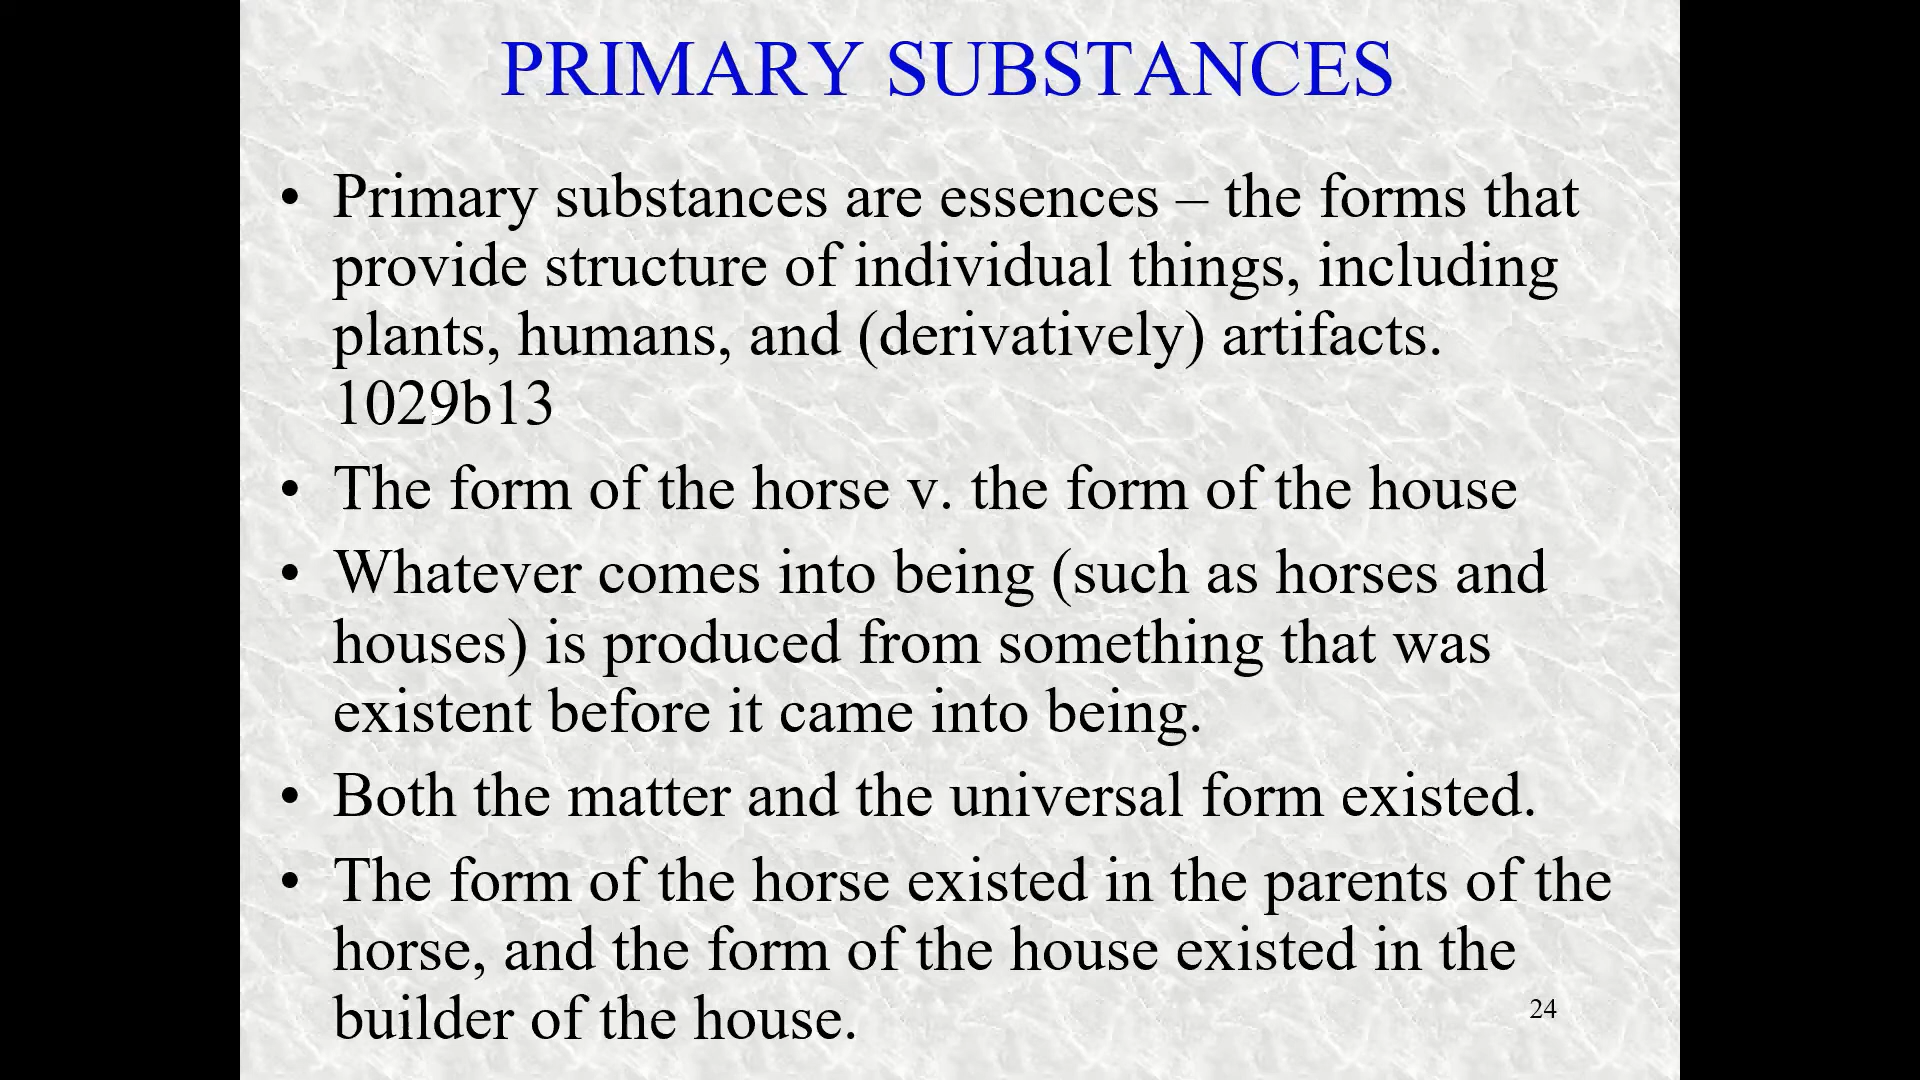 PRIMARY SUBSTANCES
• Primary substances are essences – the forms that
provide structure of individual things, including
plants, humans, and (derivatively) artifacts.
1029b13
• The form of the horse v. the form of the house
• Whatever comes into being (such as horses and
houses) is produced from something that was
existent before it came into being.
• Both the matter and the universal form existed.
• The form of the horse existed in the parents of the
horse, and the form of the house existed in the
builder of the house.
24